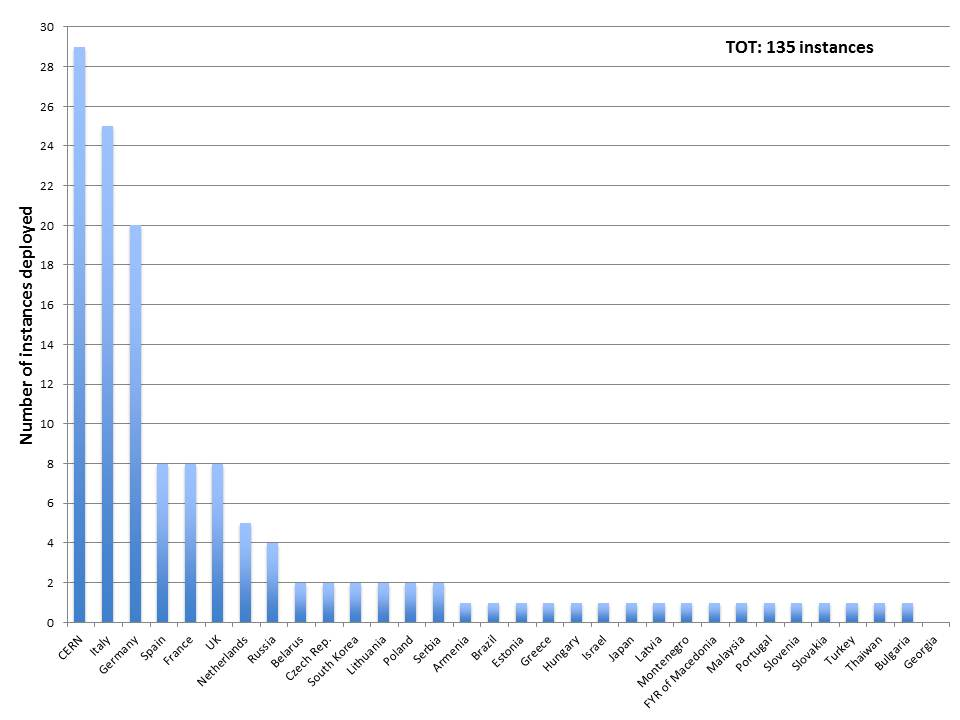 TOT: 135 instances
Number of instances deployed
30
28
26
24
22
20
18
16
14
12
10
8
6
4
2
0
CERN
Italy
Germany
Spain
France
UK
Netherlands
Russia
Belarus
Czech Rep.
South Korea
Lithuania
Poland
Serbia
Armenia
Brazil
Estonia
Greece
Hungary
Israel
Japan
Latvia
Montenegro
FYR of Macedonia
Malaysia
Portugal
Slovenia
Slovakia
Turkey
Thaiwan
Bulgaria
Georgia